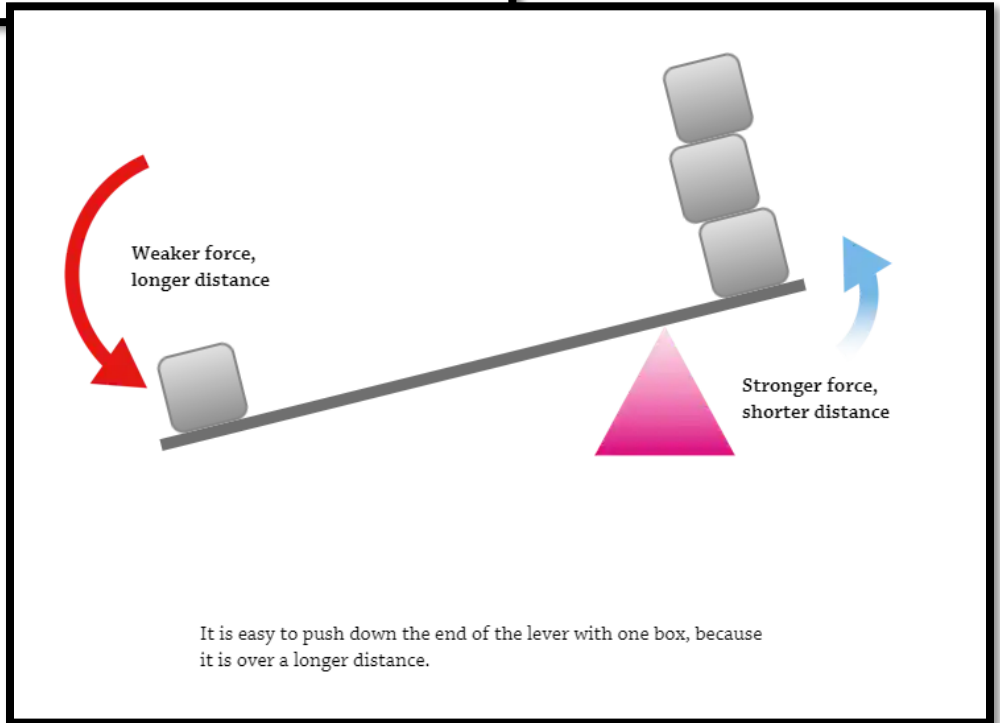 Weaker force,
longer distance
Stronger force,
shorter distance
It is easy to push down the end of the lever with one box, because
it is over a longer distance.